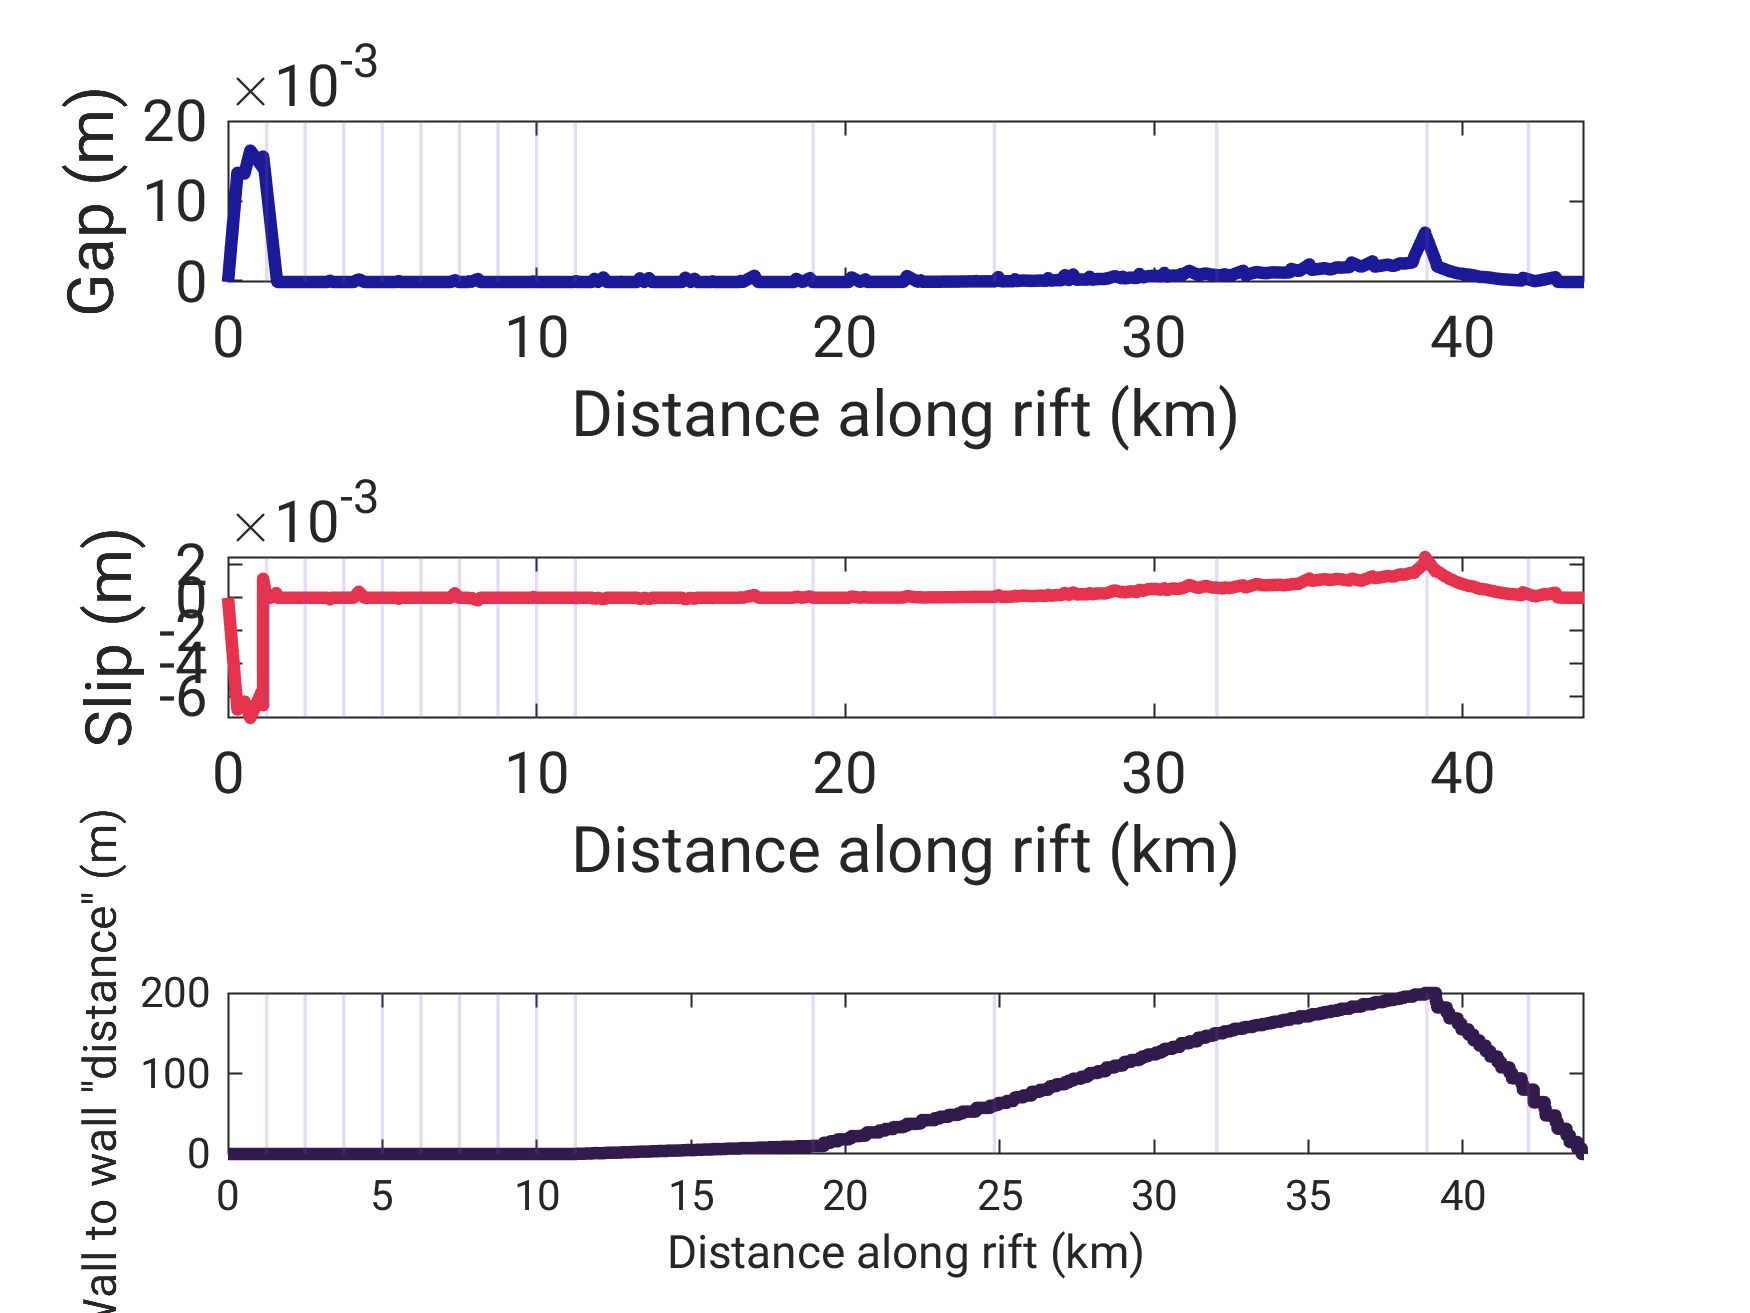 ×10-3
Gap (m)
20
10
0
0 10 20 30 40
Distance along rift (km)
×10-3
Slip (m)
2
0
-2
-4
-6
0 10 20 30 40
Distance along rift (km)
to wall "distance" (m)
200
100
0
0 5 10 15 20 25 30 35 40
Distance along rift (km)